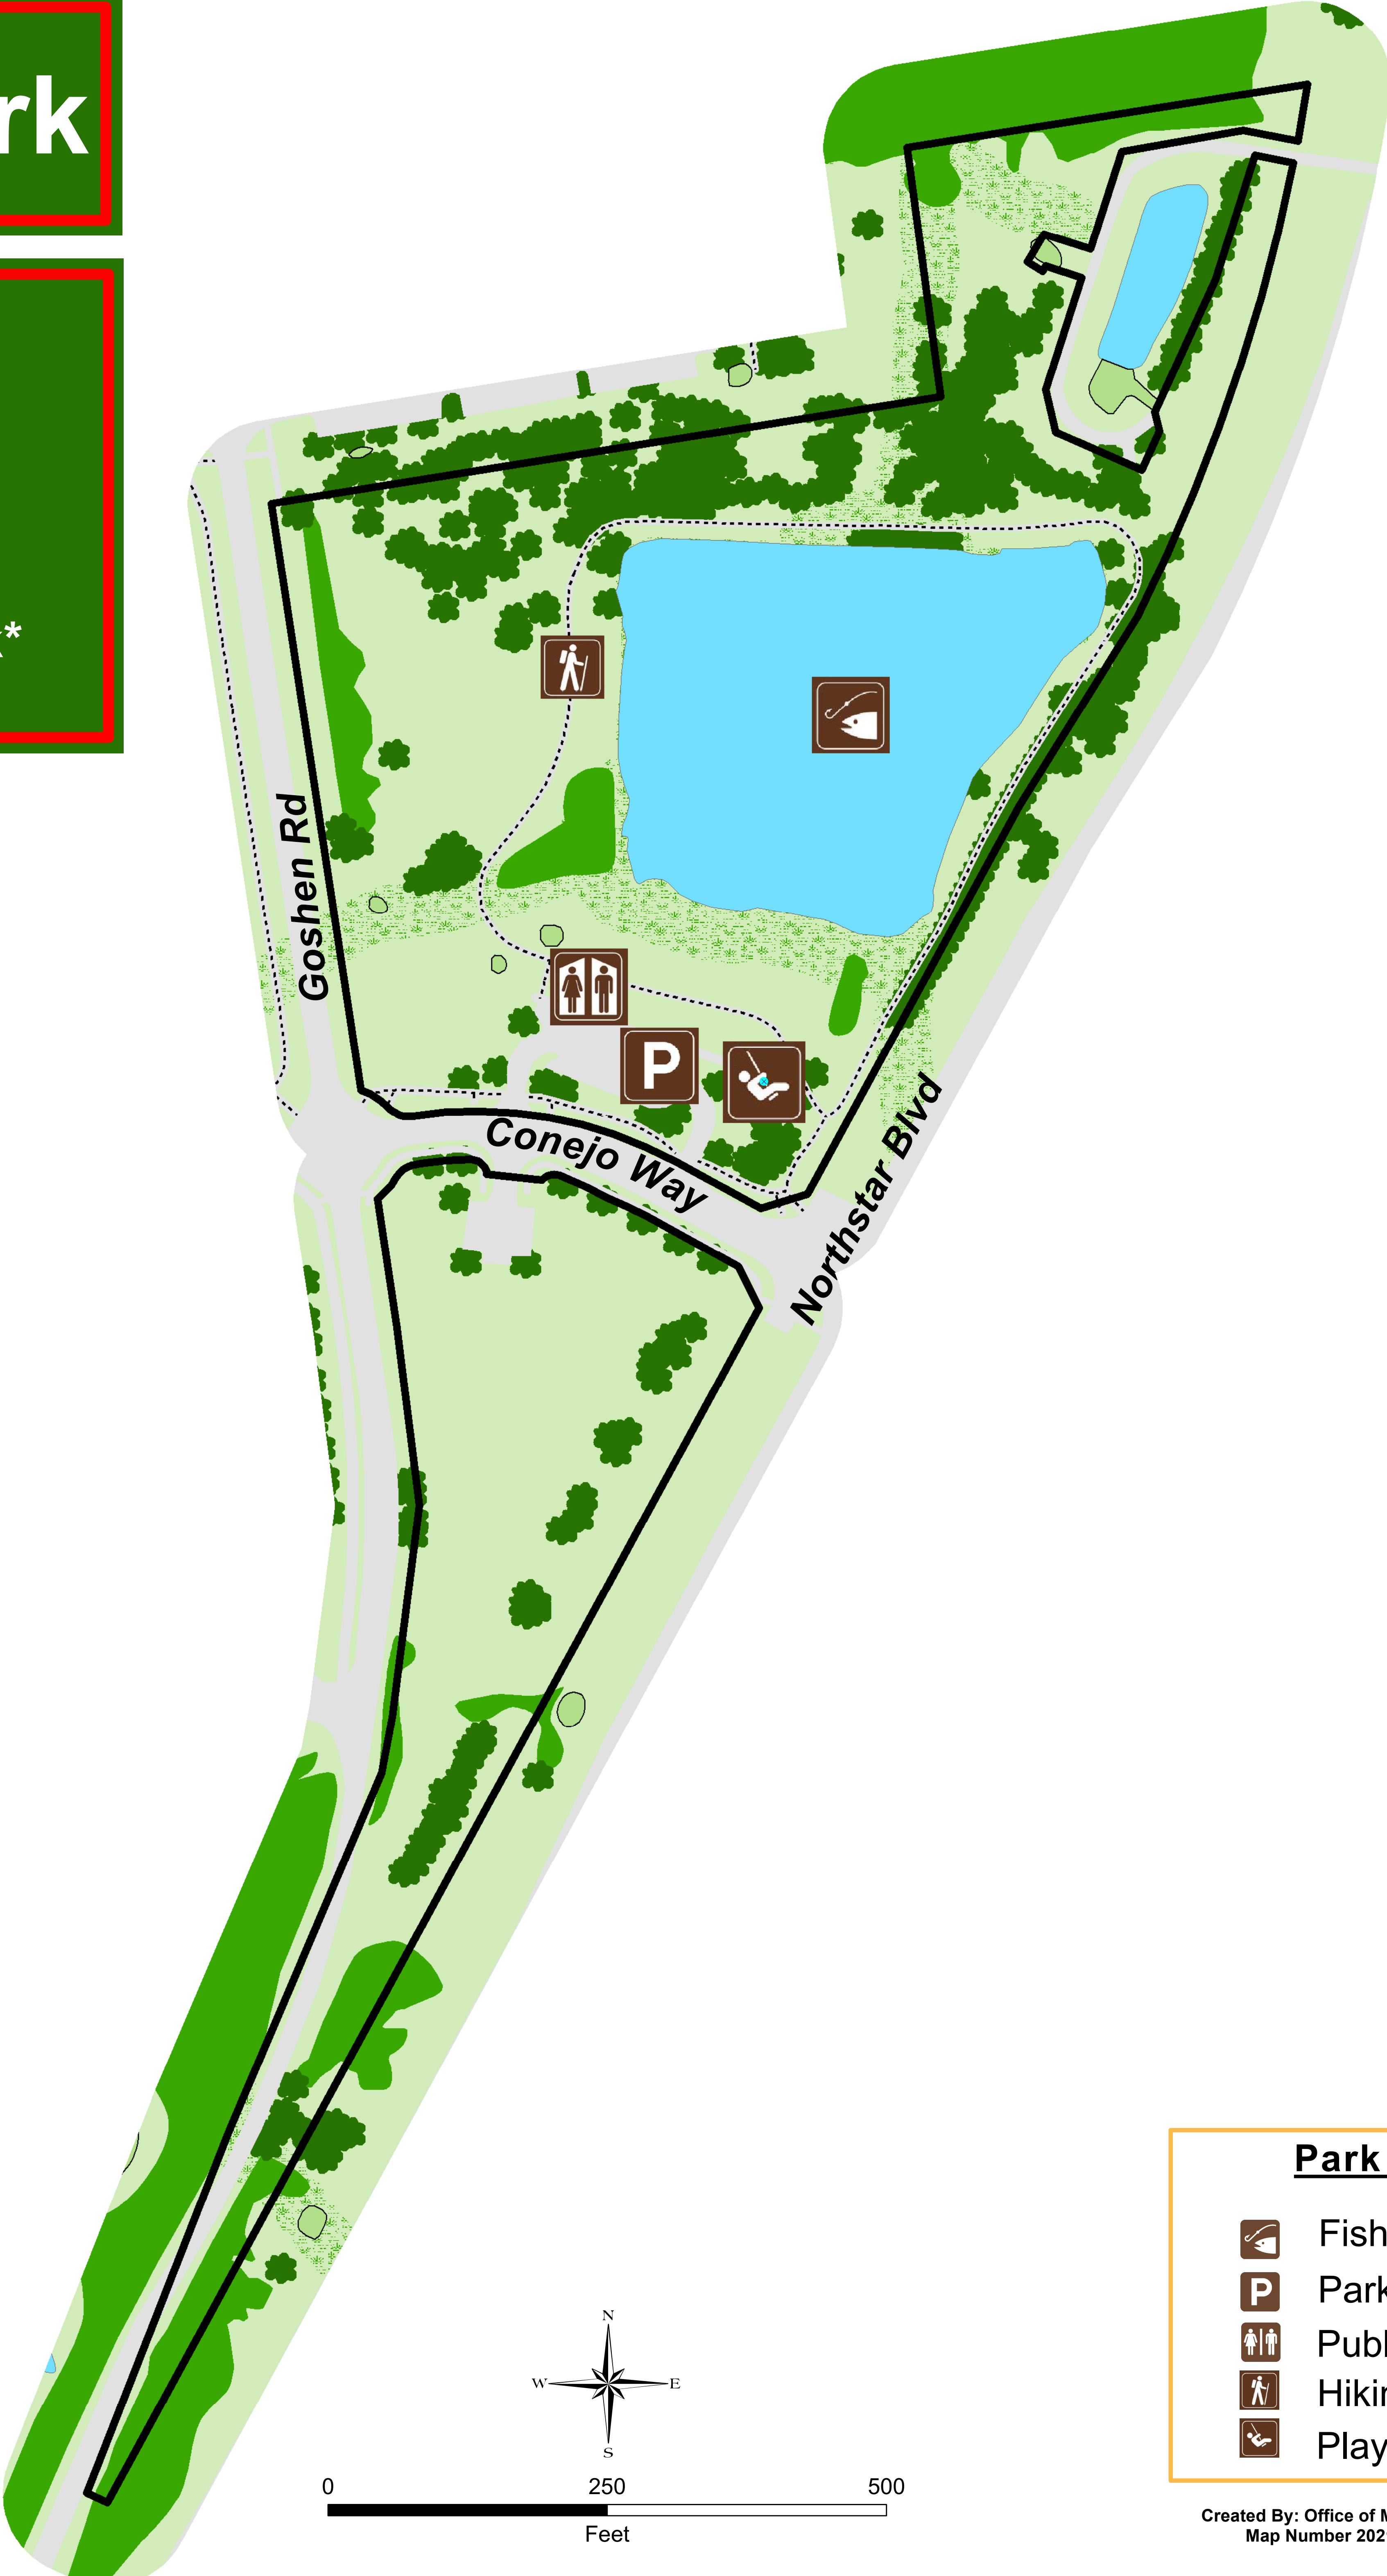 rk
*
Goshen Rd
P
Conejo Way
Northstar Blvd
Park
Fish
P Park
Publ
Hikin
Play
N
W E
S
0 250 500
Feet
Created By: Office of M
Map Number 202